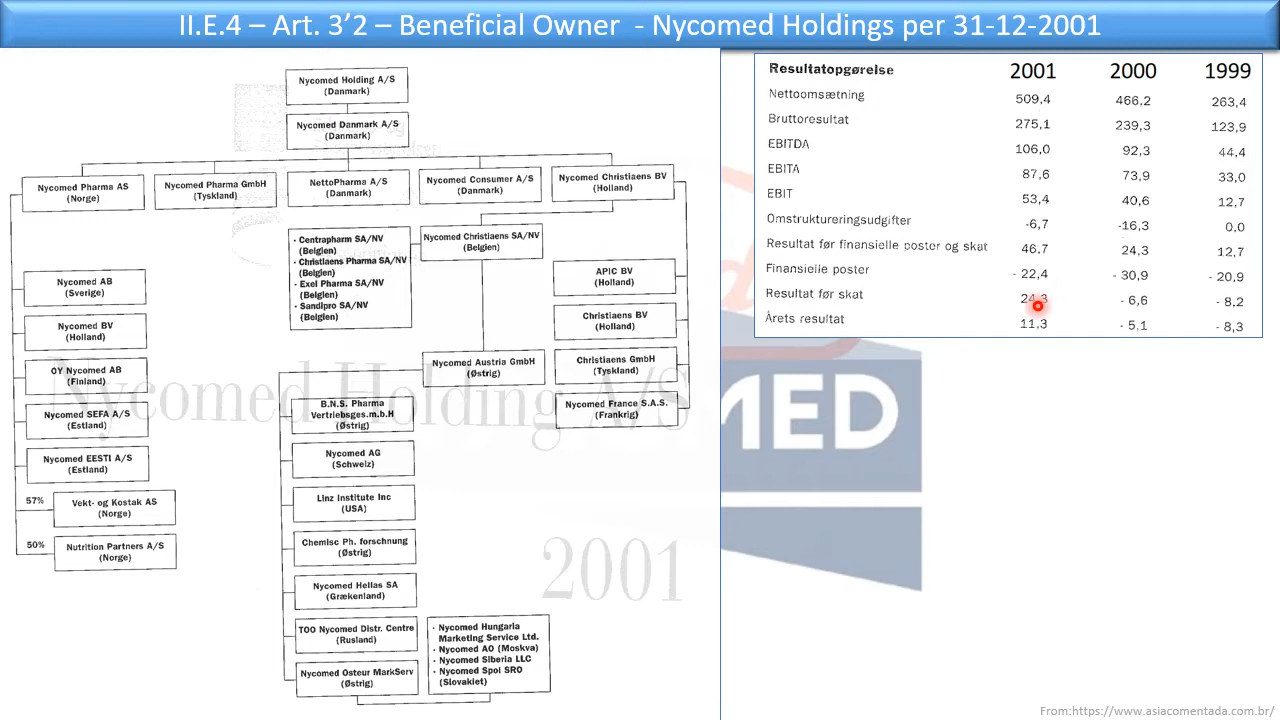 II.E.4 – Art. 3’2 – Beneficial Owner - Nycomed Holdings per 31-12-2001
Nycomed Holding A/S
(Danmark)
Nycomed Danmark A/S
(Danmark)
Nycomed Pharma AS
(Norge)
Nycomed Pharma GmbH
(Tyskland)
NettoPharma A/S
(Danmark)
Nycomed Consumer A/S
(Danmark)
Nycomed Christiaens BV
(Holland)
Nycomed AB
(Sverige)
Nycomed BV
(Holland)
OY Nycomed AB
(Finland)
Nycomed SEFA A/S
(Estland)
Nycomed EESTI A/S
(Estland)
57%
Vekt- og Kostak AS
(Norge)
50%
Nutrition Partners A/S
(Norge)
· Centrapharm SA/NV
(Belgien)
· Christiaens Pharma SA/NV
(Belgien)
· Exel Pharma SA/NV
(Belgien)
· Sandipro SA/NV
(Belgien)
Nycomed Christiaens SA/NV
(Belgien)
Nycomed Austria GmbH
(Østrig)
B.N.S. Pharma
Vertriebsges.m.b.H
(Østrig)
Nycomed AG
(Schweiz)
Linz Institute Inc
(USA)
Chemisc Ph. forschnung
(Østrig)
Nycomed Hellas SA
(Grækenland)
TOO Nycomed Distr. Centre
(Rusland)
Nycomed Osteur MarkServ
(Østrig)
• Nycomed Hungaria
Marketing Service Ltd.
• Nycomed AO (Moskva)
• Nycomed Siberia LLC
• Nycomed Spol SRO
(Slovakiet)
APIC BV
(Holland)
Christiaens BV
(Holland)
Christiaens GmbH
(Tyskland)
Nycomed France S.A.S.
(Frankrig)
Nycomed Holding A/S
2001
Resultatopgørelse 2001 2000 1999
Nettoomsætning 509,4 466,2 263,4
Bruttoresultat 275,1 239,3 123,9
EBITDA 106,0 92,3 44,4
EBITA 87,6 73,9 33,0
EBIT 53,4 40,6 12,7
Omstruktureringsudgifter -6,7 -16,3 0,0
Resultat før finansielle poster og skat 46,7 24,3 12,7
Finansielle poster - 22,4 - 30,9 - 20,9
Resultat før skat 24,3 - 6,6 - 8,2
Årets resultat 11,3 - 5,1 - 8,3
MED
From:https://www.asiacomentada.com.br/